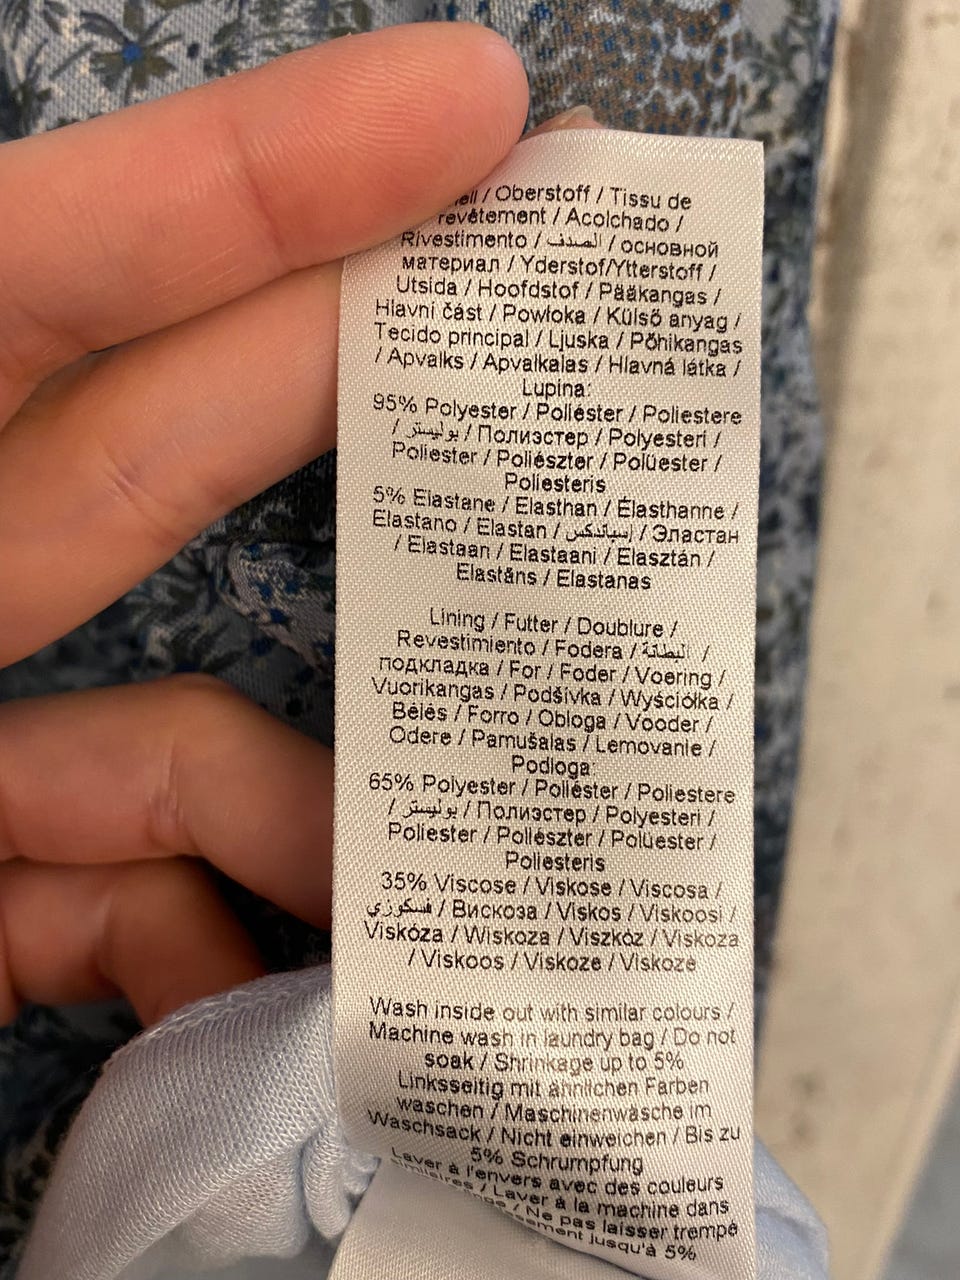 / Oberstoff / Tissu de
revêtement / Acolchado /
Rivestimento / الصدف / основной
материал / Yderstof/Ytterstoff /
Utsida / Hoofdstof / Pääkangas /
Hlavní část / Powłoka / Külső anyag /
Tecido principal / Ljuska / Põhikangas
/ Apvalks / Apvalkalas / Hlavná látka /
Lupina:
95% Polyester / Poliéster / Poliestere
/ بوليستر / Полиэстер / Polyesteri /
Poliester / Poliészter / Polüester /
Poliesteris
5% Elastane / Elasthan / Élasthanne /
Elastano / Elastan / إسباندكس / Эластан
/ Elastaan / Elastaani / Elasztán /
Elastāns / Elastanas
Lining / Futter / Doublure /
Revestimiento / Fodera / البطانة /
подкладка / For / Foder / Voering /
Vuorikangas / Podšívka / Wyściółka /
Bélés / Forro / Obloga / Vooder /
Odere / Pamušalas / Lemovanie /
Podloga:
65% Polyester / Poliéster / Poliestere
/ بوليستر / Полиэстер / Polyesteri /
Poliester / Poliészter / Polüester /
Poliesteris
35% Viscose / Viskose / Viscosa /
فسكوزي / Вискоза / Viskos / Viskoosi /
Viskóza / Wiskoza / Viszkóz / Viskoza
/ Viskoos / Viskoze / Viskozė
Wash inside out with similar colours /
Machine wash in laundry bag / Do not
soak / Shrinkage up to 5%
Linksseitig mit ähnlichen Farben
waschen / Maschinenwäsche im
Waschsack / Nicht einweichen / Bis zu
5% Schrumpfung
Laver à l'envers avec des couleurs
similaires / Laver à la machine dans
/ Ne pas laisser trempé
jusqu'à 5%